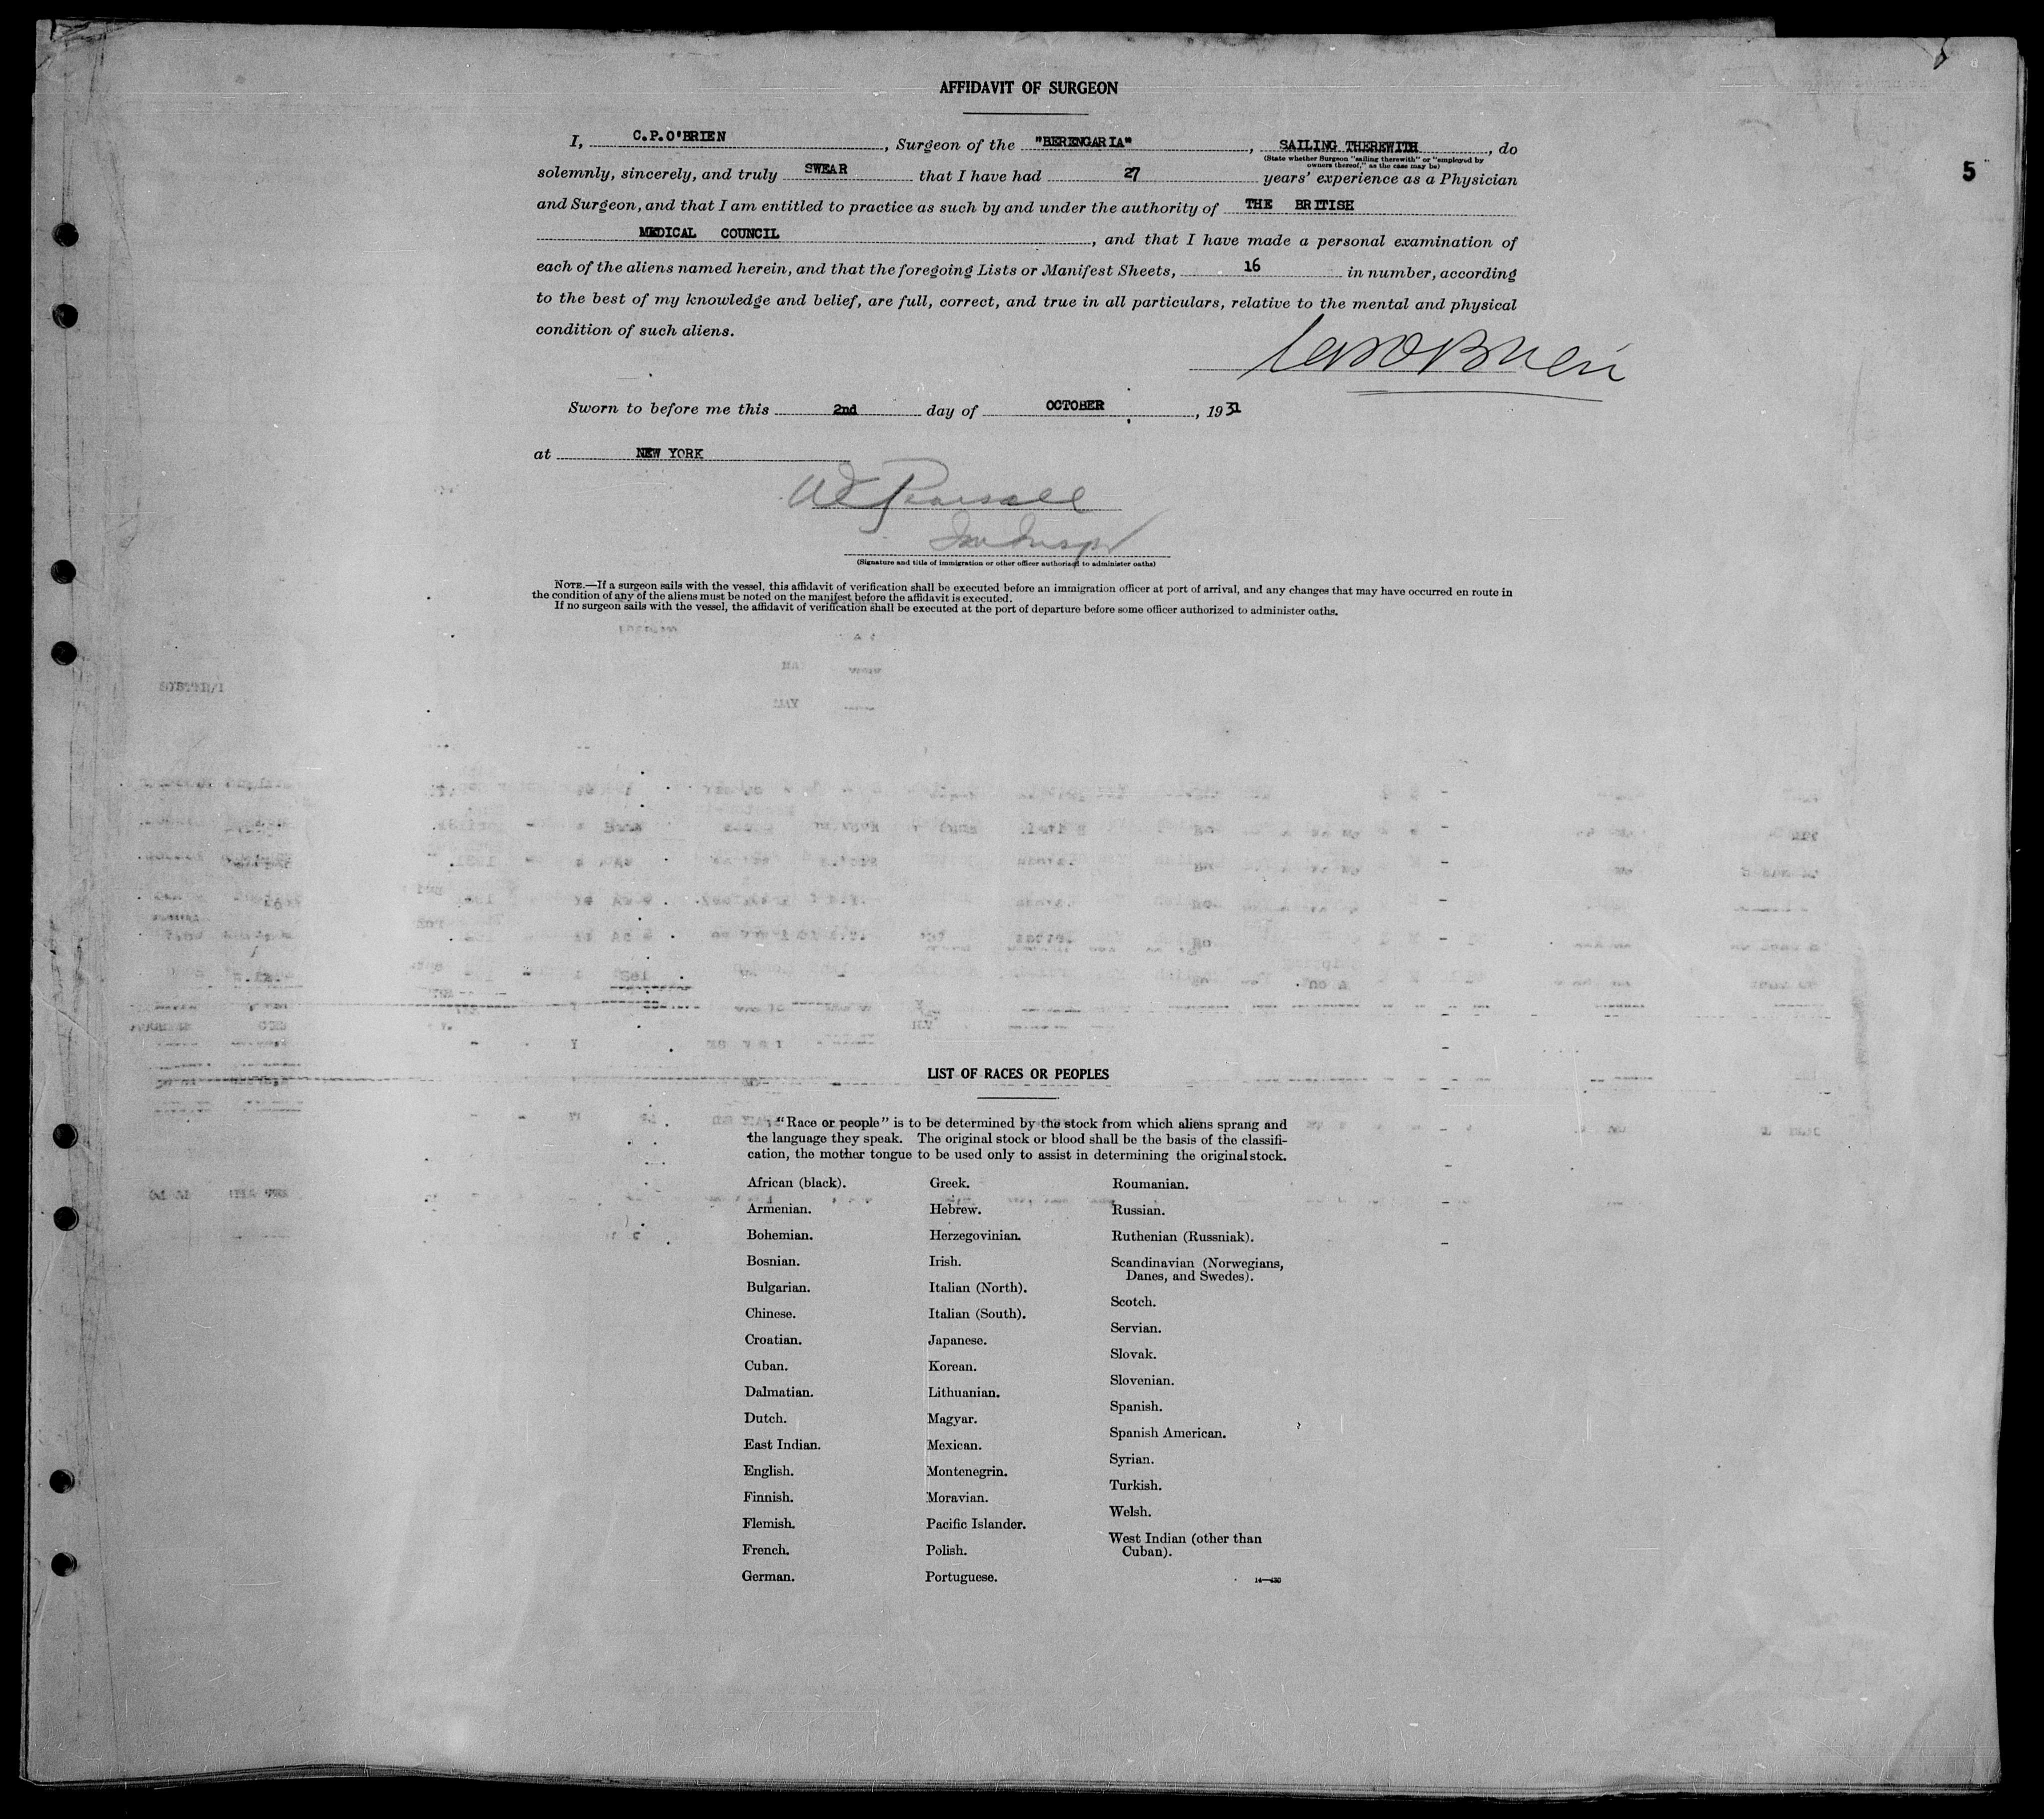 AFFIDAVIT OF SURGEON
5
I, C.P.O'BRIEN, Surgeon of the "BERENGARIA", SAILING THEREWITH, do
(State whether Surgeon "sailing therewith" or "employed by
owners thereof," as the case may be)
solemnly, sincerely, and truly SWEAR that I have had 27 years' experience as a Physician
and Surgeon, and that I am entitled to practice as such by and under the authority of THE BRITISH
MEDICAL COUNCIL, and that I have made a personal examination of
each of the aliens named herein, and that the foregoing Lists or Manifest Sheets, 16 in number, according
to the best of my knowledge and belief, are full, correct, and true in all particulars, relative to the mental and physical
condition of such aliens.
O'Brien
Sworn to before me this 2nd day of OCTOBER, 1931
at NEW YORK
Pearsall
(Signature and title of immigration or other officer authorized to administer oaths)
NOTE.—If a surgeon sails with the vessel, this affidavit of verification shall be executed before an immigration officer at port of arrival, and any changes that may have occurred en route in
the condition of any of the aliens must be noted on the manifest before the affidavit is executed.
If no surgeon sails with the vessel, the affidavit of verification shall be executed at the port of departure before some officer authorized to administer oaths.
LIST OF RACES OR PEOPLES
"Race or people" is to be determined by the stock from which aliens sprang and
the language they speak. The original stock or blood shall be the basis of the classifi-
cation, the mother tongue to be used only to assist in determining the original stock.
African (black).
Armenian.
Bohemian.
Bosnian.
Bulgarian.
Chinese.
Croatian.
Cuban.
Dalmatian.
Dutch.
East Indian.
English.
Finnish.
Flemish.
French.
German.
Greek.
Hebrew.
Herzegovinian.
Irish.
Italian (North).
Italian (South).
Japanese.
Korean.
Lithuanian.
Magyar.
Mexican.
Montenegrin.
Moravian.
Pacific Islander.
Polish.
Portuguese.
Roumanian.
Russian.
Ruthenian (Russniak).
Scandinavian (Norwegians,
Danes, and Swedes).
Scotch.
Servian.
Slovak.
Slovenian.
Spanish.
Spanish American.
Syrian.
Turkish.
Welsh.
West Indian (other than
Cuban).